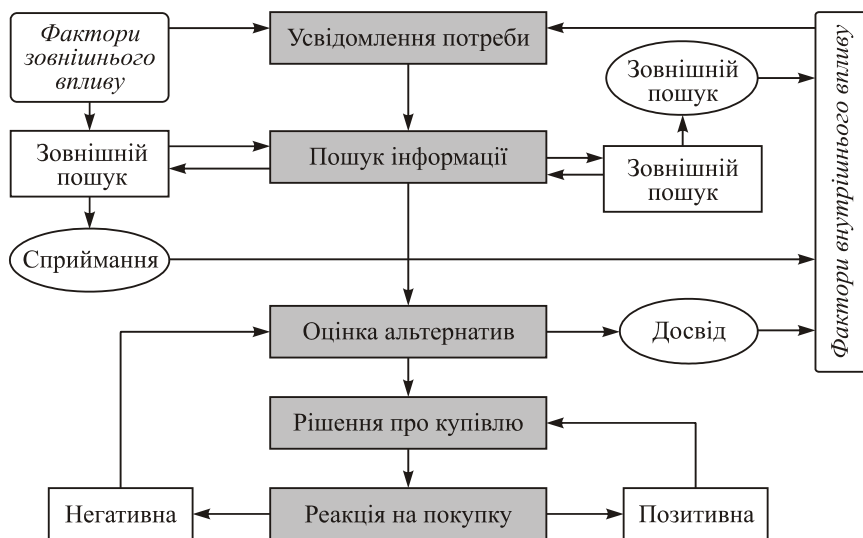 Фактори
зовнішнього
впливу
Усвідомлення потреби
Зовнішній
пошук
Зовнішній
пошук
Пошук інформації
Зовнішній
пошук
Сприймання
Фактори внутрішнього впливу
Оцінка альтернатив
Досвід
Рішення про купівлю
Негативна
Реакція на покупку
Позитивна